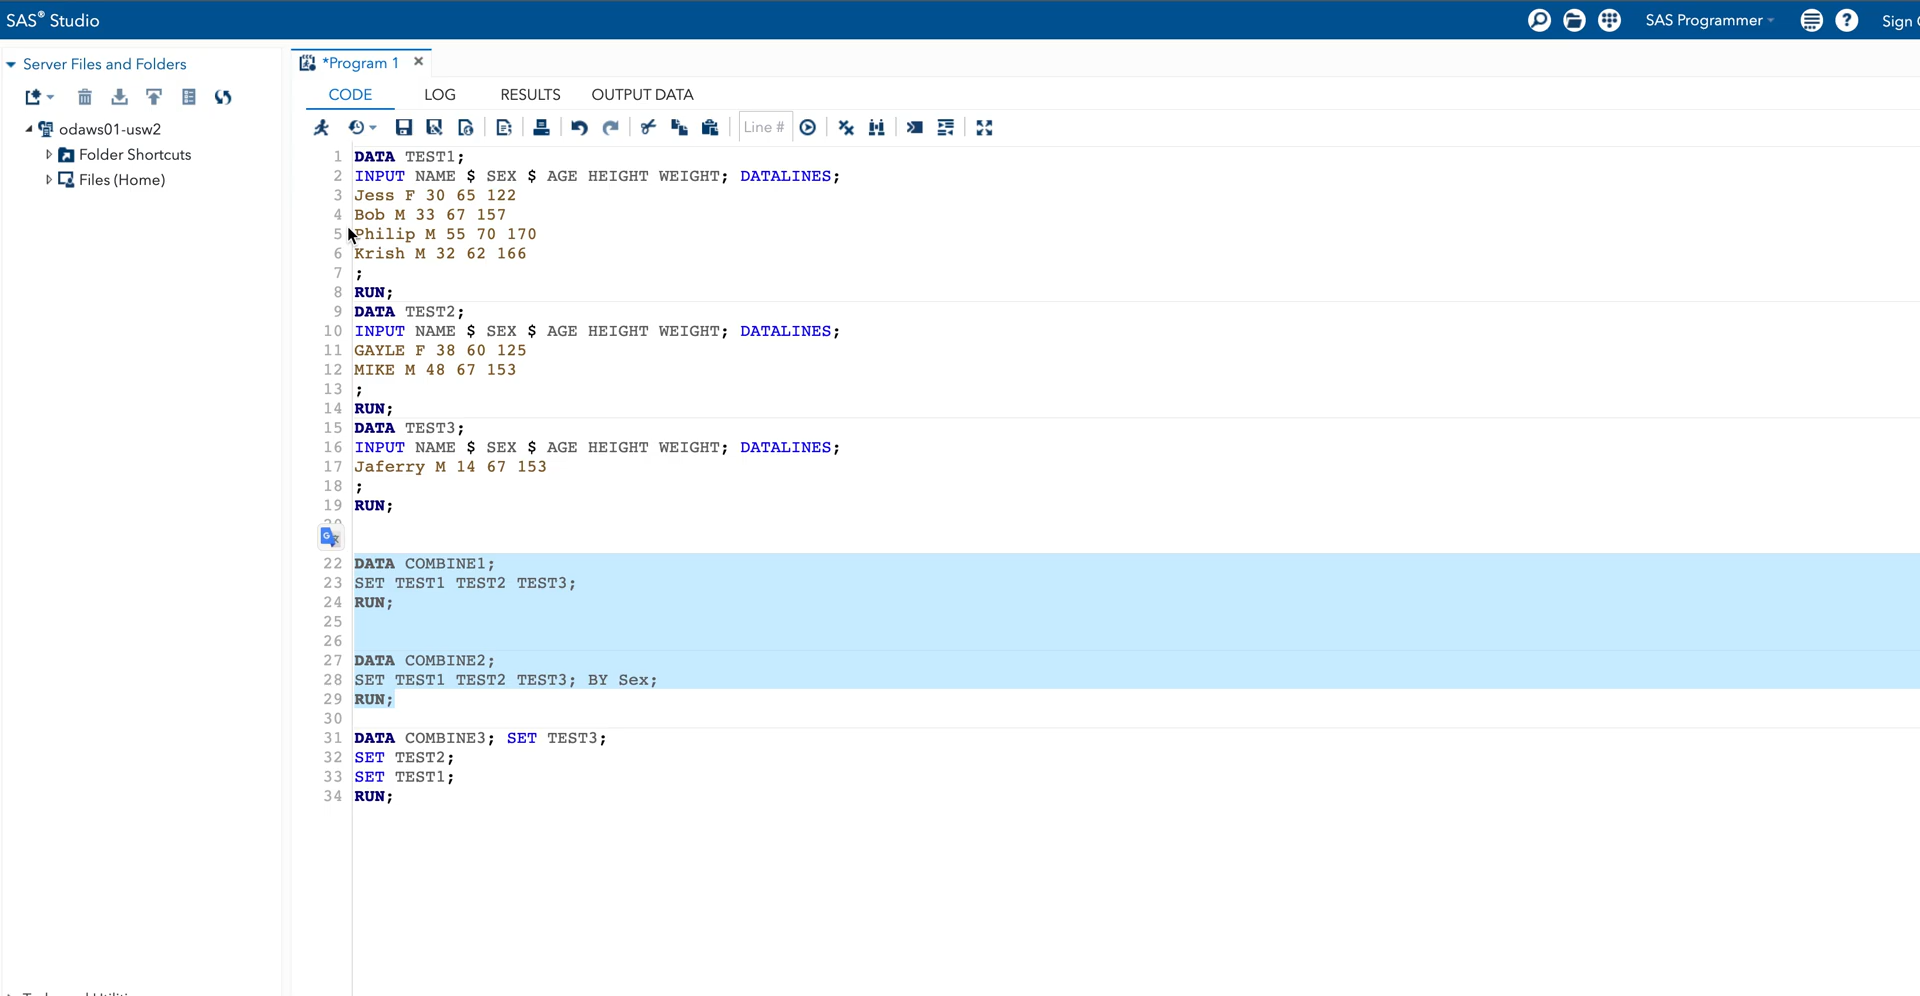 SAS® Studio
SAS Programmer
Sign
Server Files and Folders
odaws01-usw2
Folder Shortcuts
Files (Home)
*Program 1
CODE LOG RESULTS OUTPUT DATA
Line #
1 DATA TEST1;
2 INPUT NAME $ SEX $ AGE HEIGHT WEIGHT; DATALINES;
3 Jess F 30 65 122
4 Bob M 33 67 157
5 Philip M 55 70 170
6 Krish M 32 62 166
7 ;
8 RUN;
9 DATA TEST2;
10 INPUT NAME $ SEX $ AGE HEIGHT WEIGHT; DATALINES;
11 GAYLE F 38 60 125
12 MIKE M 48 67 153
13 ;
14 RUN;
15 DATA TEST3;
16 INPUT NAME $ SEX $ AGE HEIGHT WEIGHT; DATALINES;
17 Jaferry M 14 67 153
18 ;
19 RUN;
20
22 DATA COMBINE1;
23 SET TEST1 TEST2 TEST3;
24 RUN;
25
26
27 DATA COMBINE2;
28 SET TEST1 TEST2 TEST3; BY Sex;
29 RUN;
30
31 DATA COMBINE3; SET TEST3;
32 SET TEST2;
33 SET TEST1;
34 RUN;